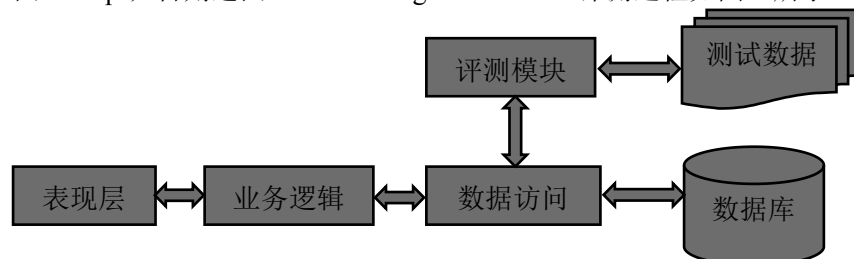 评测模块
测试数据
表现层
业务逻辑
数据访问
数据库